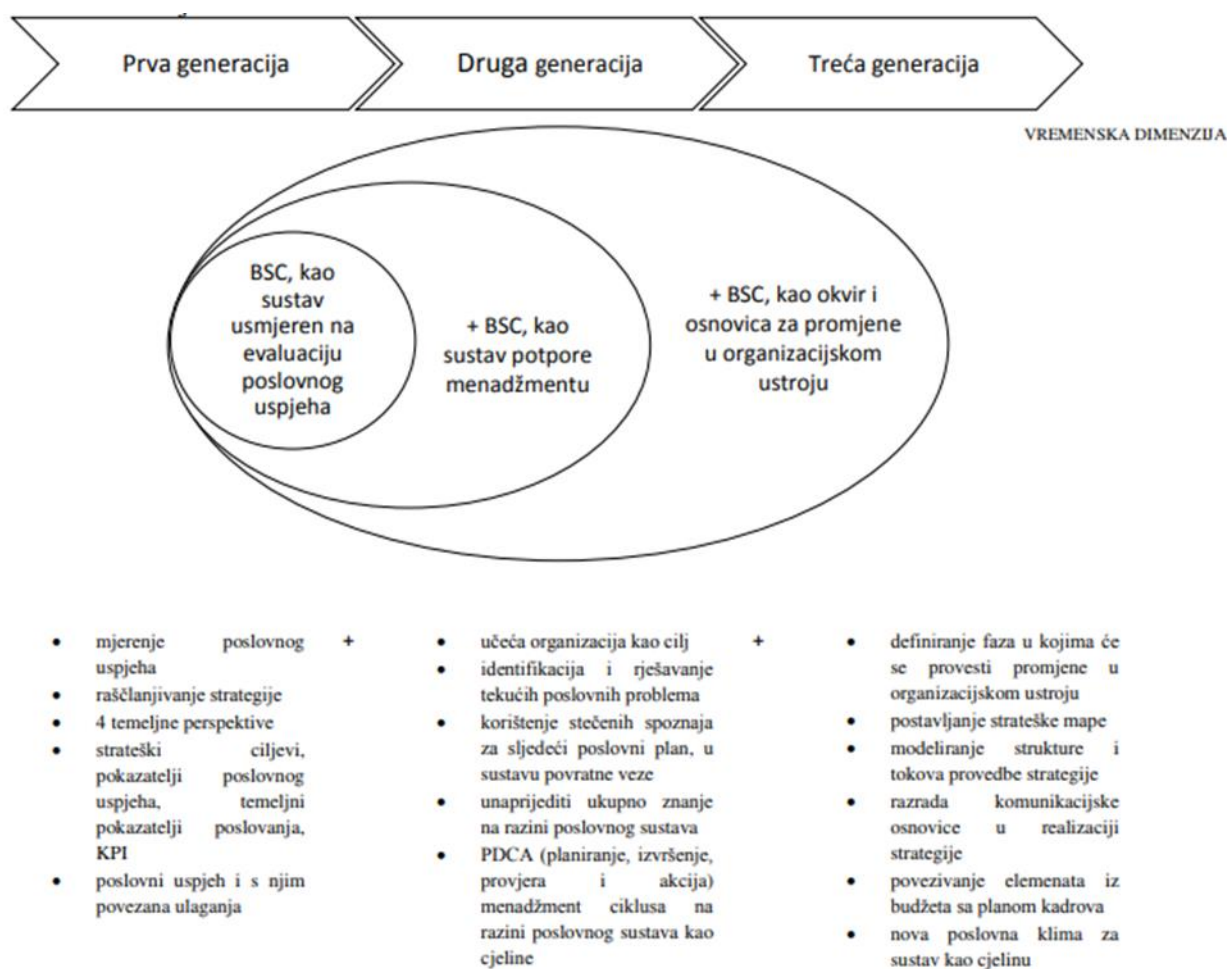 Prva generacija
Druga generacija
Treća generacija
VREMENSKA DIMENZIJA
BSC, kao
sustav
usmjeren na
evaluaciju
poslovnog
uspjeha
+ BSC, kao
sustav potpore
menadžmentu
+ BSC, kao okvir i
osnovica za promjene
u organizacijskom
ustroju
• mjerenje poslovnog
uspjeha
• raščlanjivanje strategije
• 4 temeljne perspektive
• strateški ciljevi,
pokazatelji poslovnog
uspjeha, temeljni
pokazatelji poslovanja,
KPI
• poslovni uspjeh i s njim
povezana ulaganja
+
• učeća organizacija kao cilj
• identifikacija i rješavanje
tekućih poslovnih problema
• korištenje stečenih spoznaja
za sljedeći poslovni plan, u
sustavu povratne veze
• unaprijediti ukupno znanje
na razini poslovnog sustava
• PDCA (planiranje, izvršenje,
provjera i akcija)
menadžment ciklusa na
razini poslovnog sustava kao
cjeline
+
• definiranje faza u kojima će
se provesti promjene u
organizacijskom ustroju
• postavljanje strateške mape
• modeliranje strukture i
tokova provedbe strategije
• razrada komunikacijske
osnovice u realizaciji
strategije
• povezivanje elemenata iz
budžeta sa planom kadrova
• nova poslovna klima za
sustav kao cjelinu